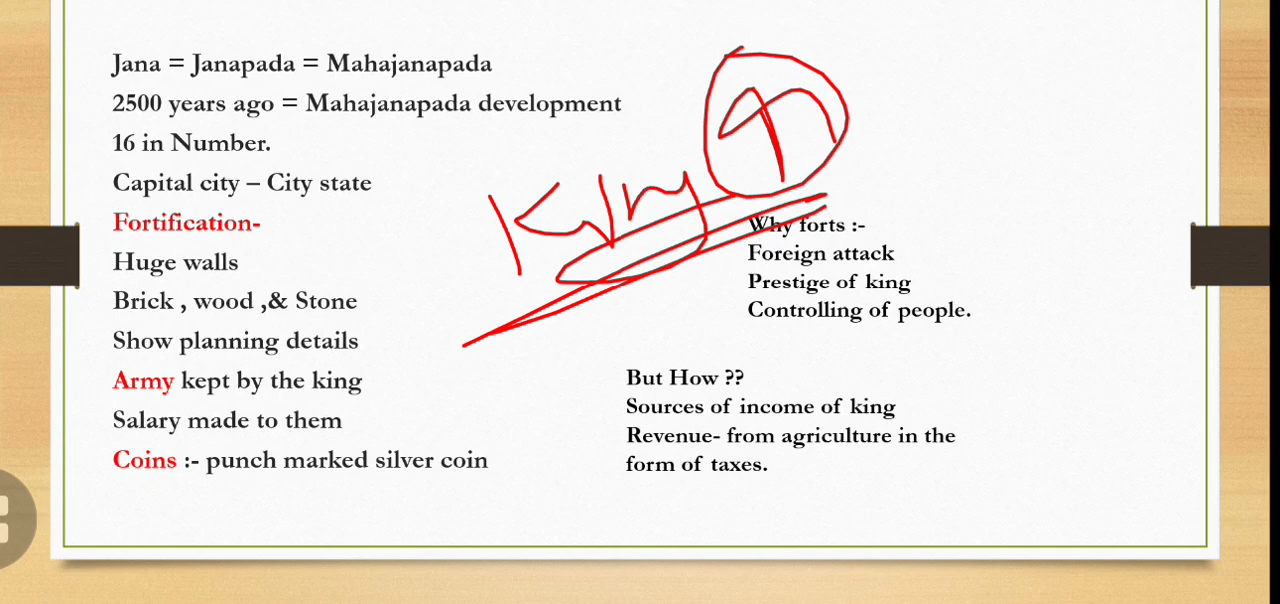 Jana = Janapada = Mahajanapada
2500 years ago = Mahajanapada development
16 in Number.
Capital city – City state
Fortification-
Huge walls
Brick , wood ,& Stone
Show planning details
Army kept by the king
Salary made to them
Coins :- punch marked silver coin
King
Why forts :-
Foreign attack
Prestige of king
Controlling of people.
But How ??
Sources of income of king
Revenue- from agriculture in the
form of taxes.